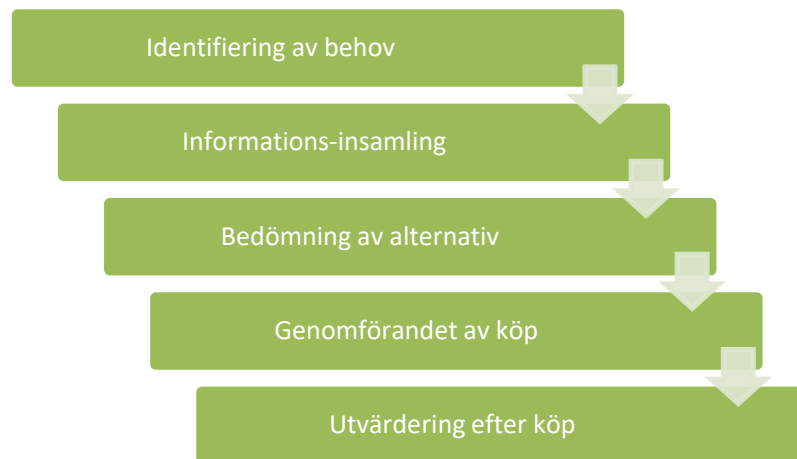 Identifiering av behov
Informations-insamling
Bedömning av alternativ
Genomförandet av köp
Utvärdering efter köp